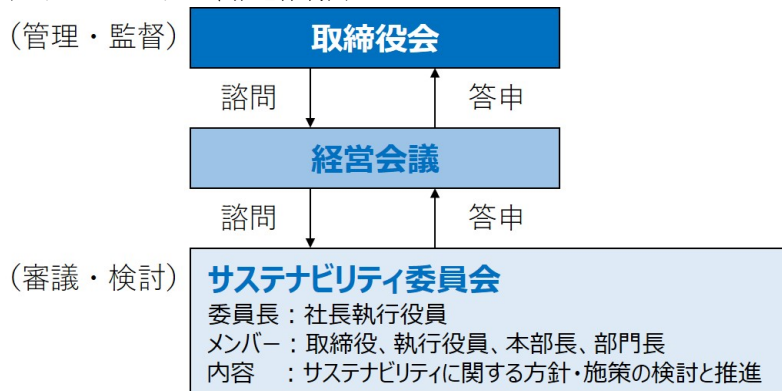 (管理・監督) 取締役会
諮問 答申
経営会議
諮問 答申
(審議・検討) サステナビリティ委員会
委員長：社長執行役員
メンバー：取締役、執行役員、本部長、部門長
内容　：サステナビリティに関する方針・施策の検討と推進